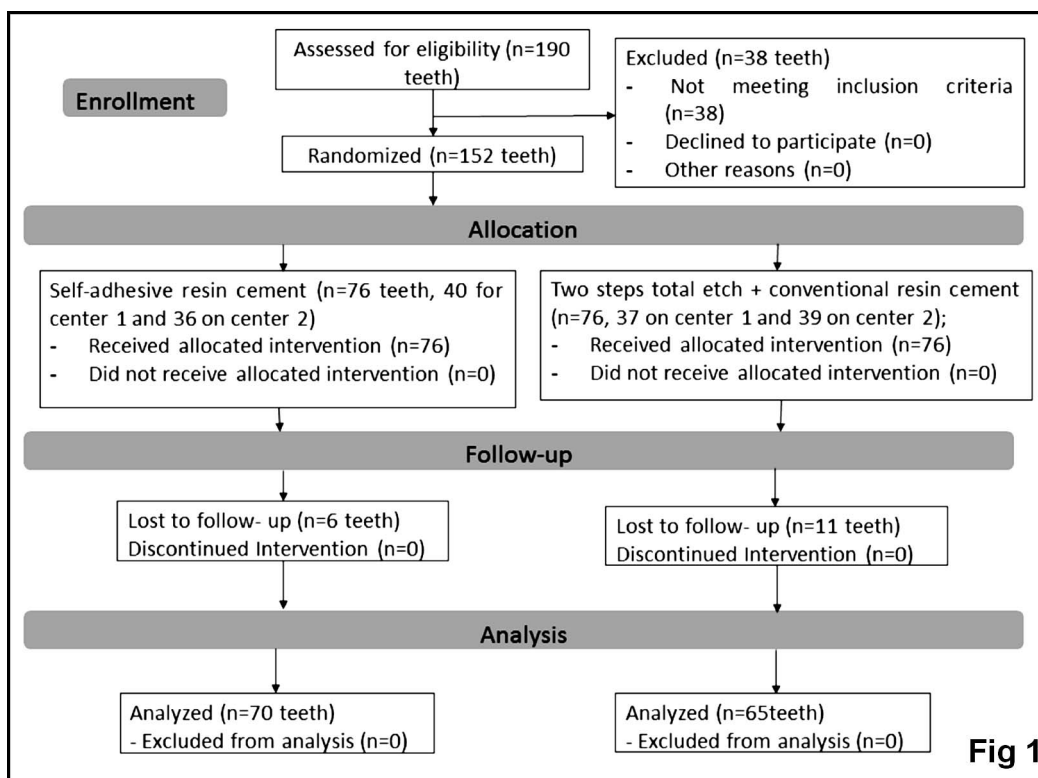 Assessed for eligibility (n=190
teeth)
Excluded (n=38 teeth)
- Not meeting inclusion criteria
(n=38)
- Declined to participate (n=0)
- Other reasons (n=0)
Enrollment
Randomized (n=152 teeth)
Allocation
Self-adhesive resin cement (n=76 teeth, 40 for
center 1 and 36 on center 2)
- Received allocated intervention (n=76)
- Did not receive allocated intervention (n=0)
Two steps total etch + conventional resin cement
(n=76, 37 on center 1 and 39 on center 2);
- Received allocated intervention (n=76)
- Did not receive allocated intervention (n=0)
Follow-up
Lost to follow- up (n=6 teeth)
Discontinued Intervention (n=0)
Lost to follow- up (n=11 teeth)
Discontinued Intervention (n=0)
Analysis
Analyzed (n=70 teeth)
- Excluded from analysis (n=0)
Analyzed (n=65teeth)
- Excluded from analysis (n=0)
Fig 1